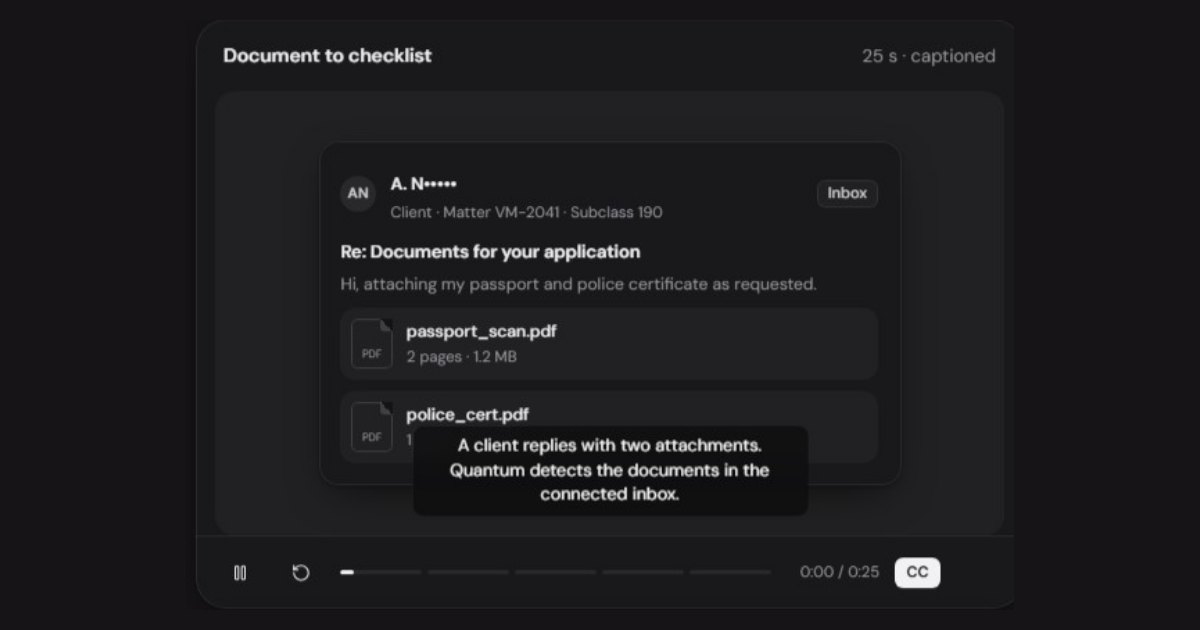 Document to checklist
25 s · captioned
AN
A. N•••••
Inbox
Client · Matter VM-2041 · Subclass 190
Re: Documents for your application
Hi, attaching my passport and police certificate as requested.
PDF
passport_scan.pdf
2 pages · 1.2 MB
PDF
police_cert.pdf
1
A client replies with two attachments.
Quantum detects the documents in the
connected inbox.
0:00 / 0:25
CC